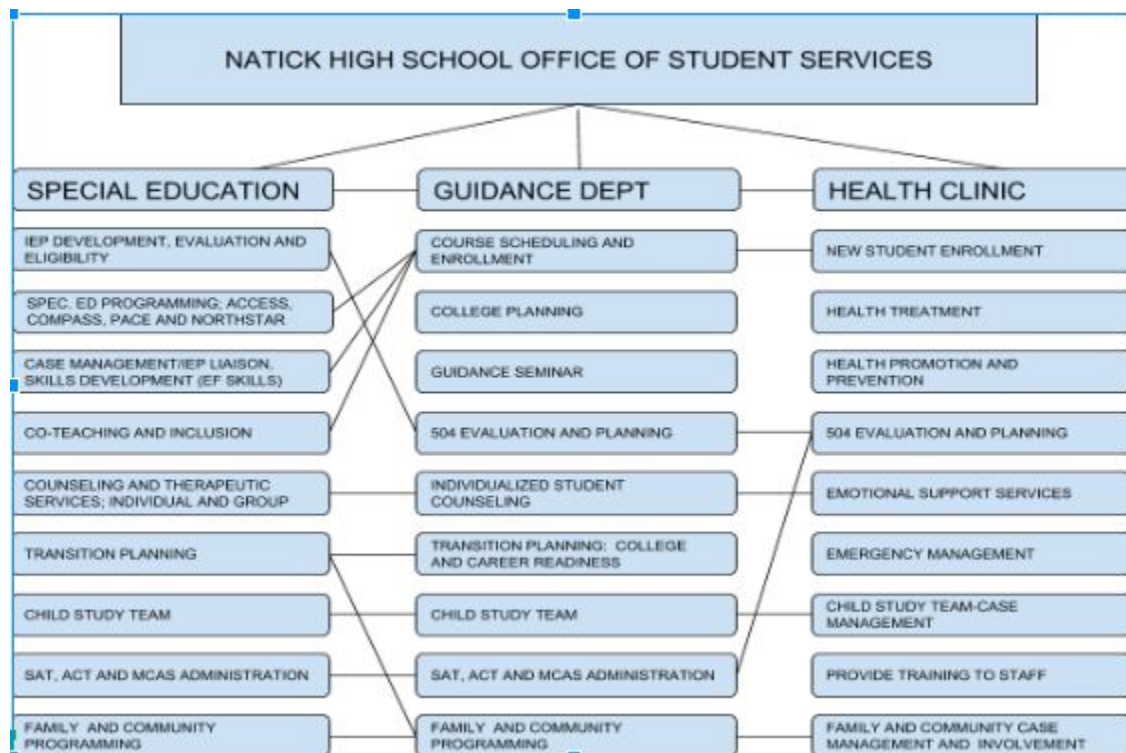 NATICK HIGH SCHOOL OFFICE OF STUDENT SERVICES
SPECIAL EDUCATION
IEP DEVELOPMENT, EVALUATION AND
ELIGIBILITY
SPEC. ED PROGRAMMING; ACCESS,
COMPASS, PACE AND NORTHSTAR
CASE MANAGEMENT/IEP LIAISON,
SKILLS DEVELOPMENT (EF SKILLS)
CO-TEACHING AND INCLUSION
COUNSELING AND THERAPEUTIC
SERVICES; INDIVIDUAL AND GROUP
TRANSITION PLANNING
CHILD STUDY TEAM
SAT, ACT AND MCAS ADMINISTRATION
FAMILY AND COMMUNITY
PROGRAMMING
GUIDANCE DEPT
COURSE SCHEDULING AND
ENROLLMENT
COLLEGE PLANNING
GUIDANCE SEMINAR
504 EVALUATION AND PLANNING
INDIVIDUALIZED STUDENT
COUNSELING
TRANSITION PLANNING: COLLEGE
AND CAREER READINESS
CHILD STUDY TEAM
SAT, ACT AND MCAS ADMINISTRATION
FAMILY AND COMMUNITY
PROGRAMMING
HEALTH CLINIC
NEW STUDENT ENROLLMENT
HEALTH TREATMENT
HEALTH PROMOTION AND
PREVENTION
504 EVALUATION AND PLANNING
EMOTIONAL SUPPORT SERVICES
EMERGENCY MANAGEMENT
CHILD STUDY TEAM-CASE
MANAGEMENT
PROVIDE TRAINING TO STAFF
FAMILY AND COMMUNITY CASE
MANAGEMENT AND INVOLVEMENT